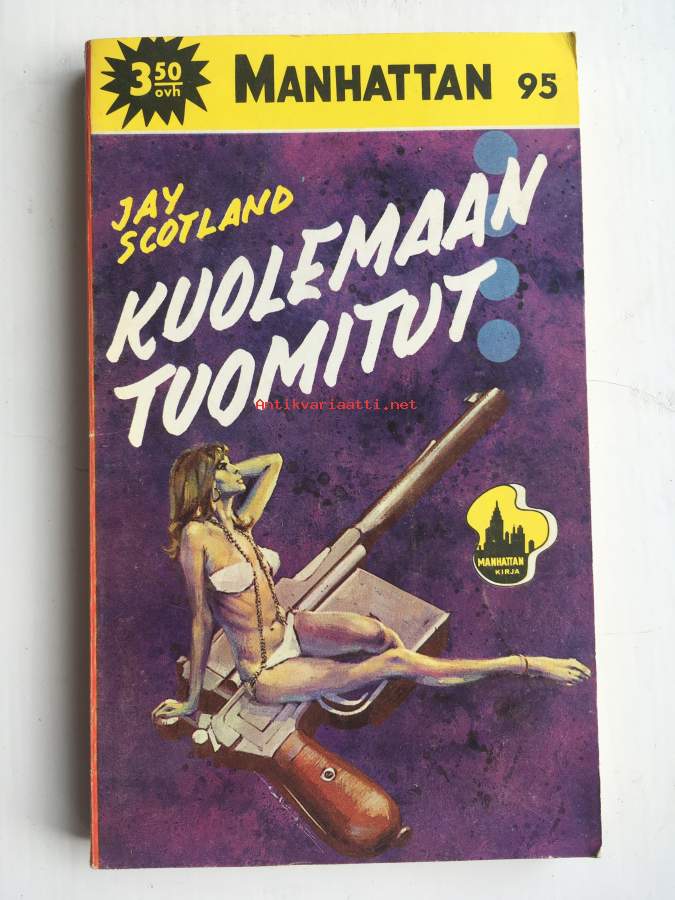 3 50
ovh
MANHATTAN 95
JAY
SCOTLAND
KUOLEMAAN
TUOMITUT
Antikvariaatti.net
MANHATTAN
KIRJA